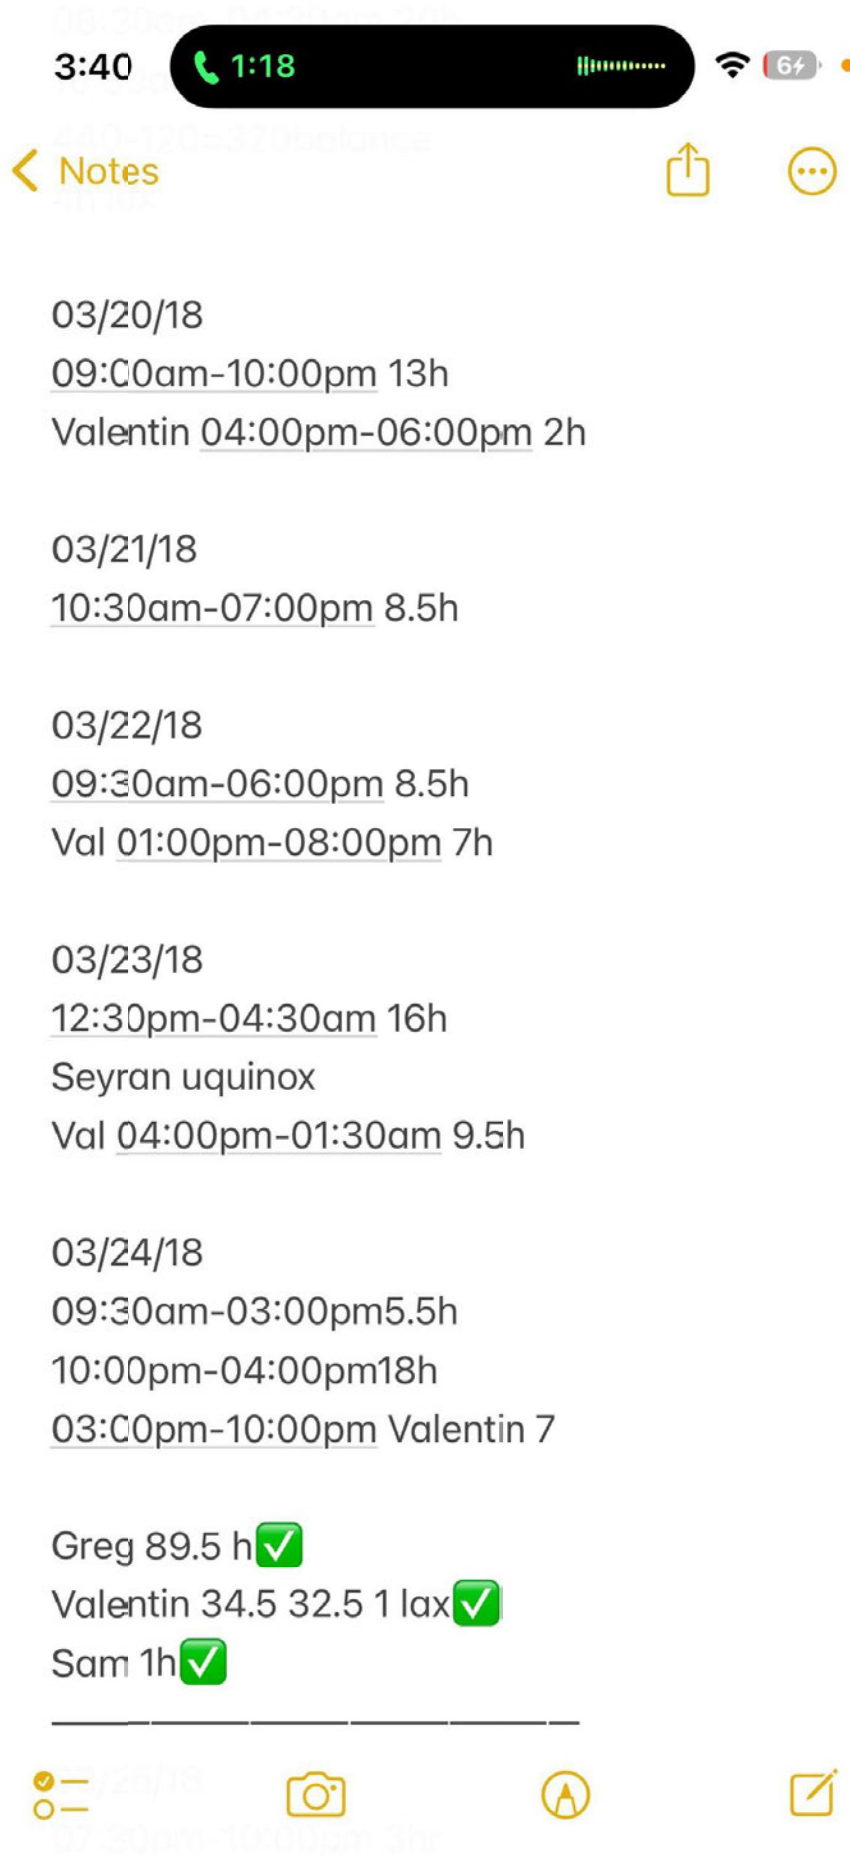 3:40 1:18 6
Notes
03/20/18
09:00am-10:00pm 13h
Valentin 04:00pm-06:00pm 2h
03/21/18
10:30am-07:00pm 8.5h
03/22/18
09:30am-06:00pm 8.5h
Val 01:00pm-08:00pm 7h
03/23/18
12:30pm-04:30am 16h
Seyran uquinox
Val 04:00pm-01:30am 9.5h
03/24/18
09:30am-03:00pm5.5h
10:00pm-04:00pm18h
03:00pm-10:00pm Valentin 7
Greg 89.5 h✅
Valentin 34.5 32.5 1 lax✅
Sam 1h✅